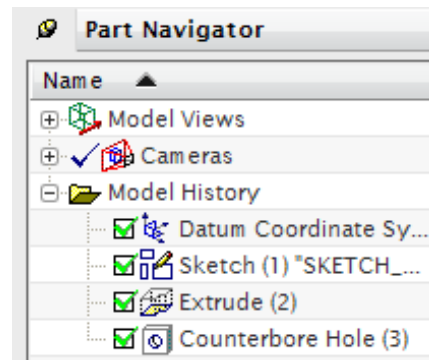 Part Navigator
Name
Model Views
Cameras
Model History
Datum Coordinate Sy...
Sketch (1) "SKETCH_...
Extrude (2)
Counterbore Hole (3)